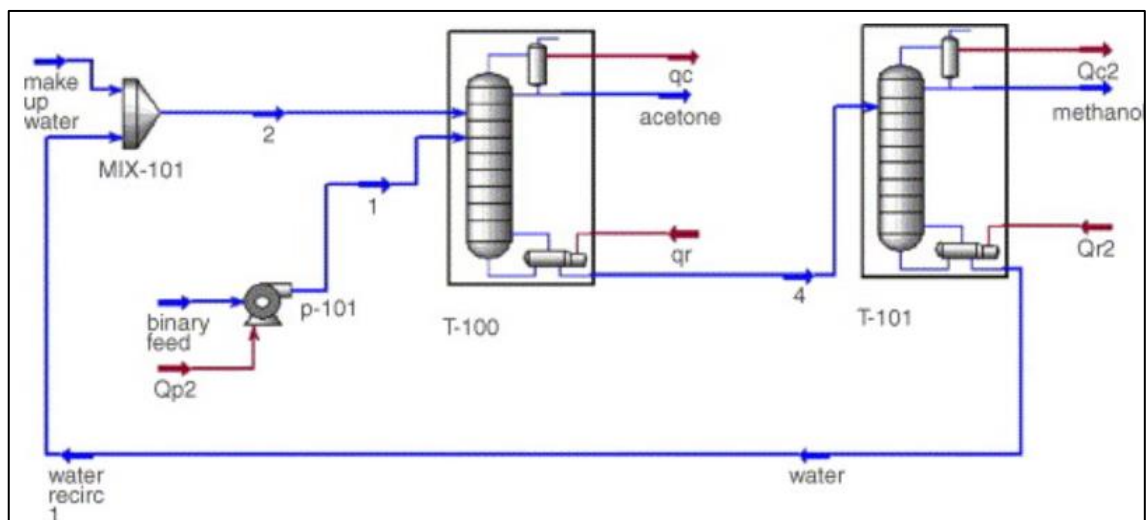 make
up
water
MIX-101
2
1
binary
feed
Qp2
p-101
T-100
qc
acetone
qr
4
T-101
Qc2
methano
Qr2
water
water
recirc
1